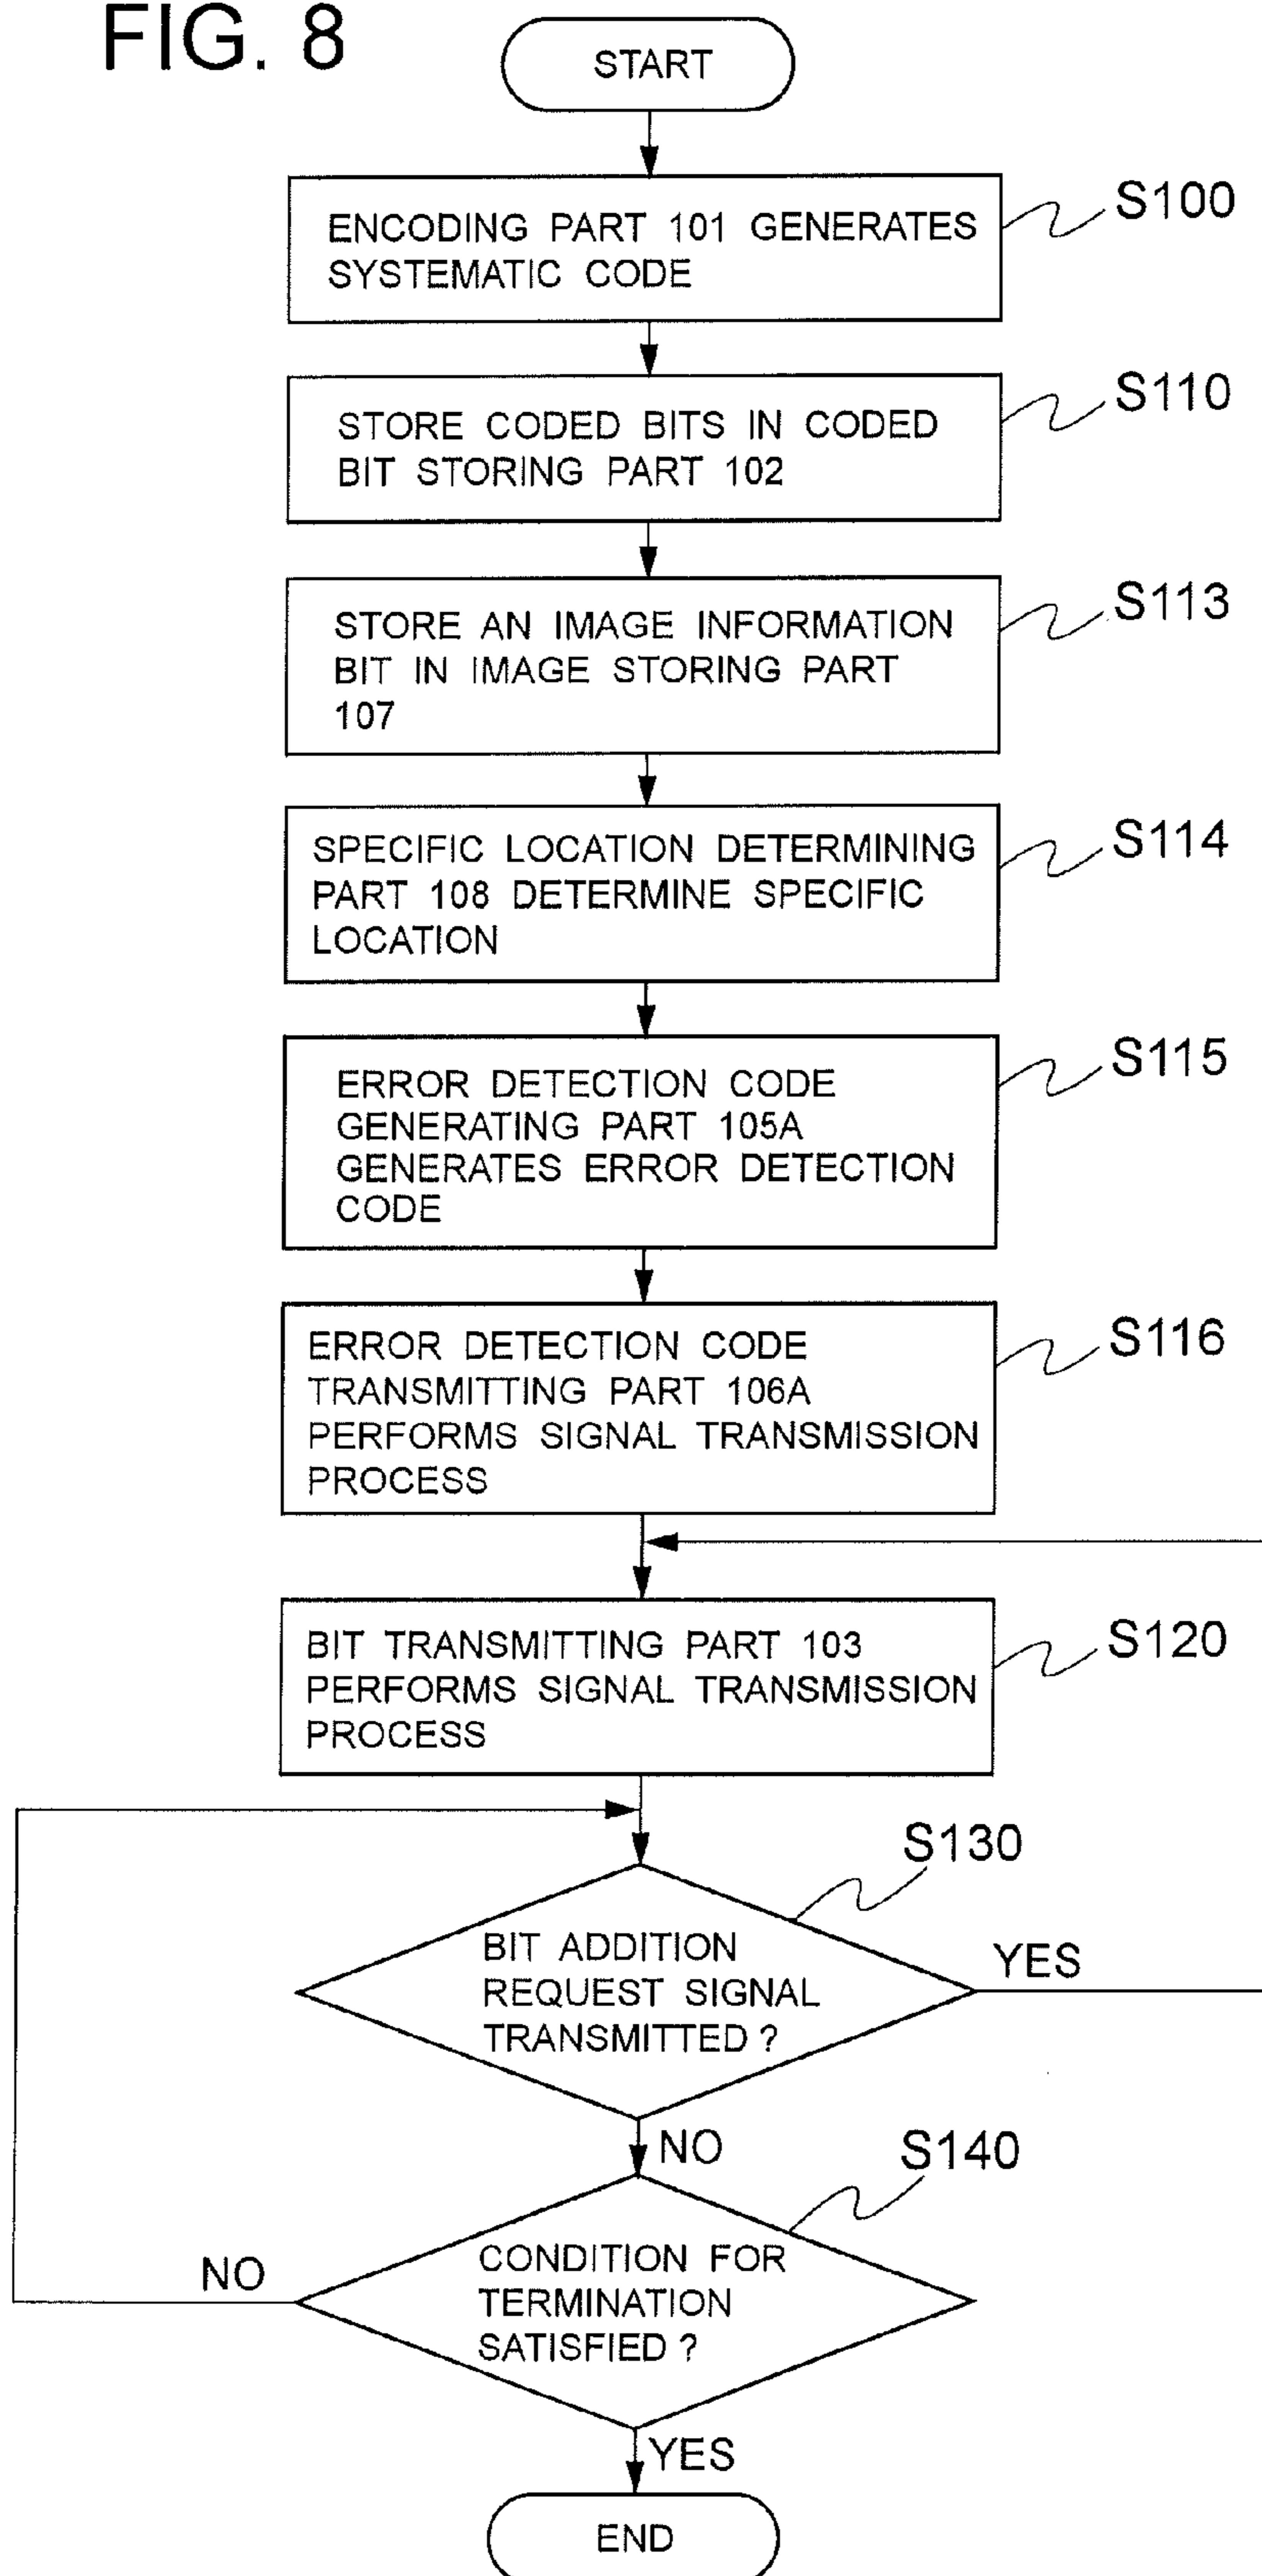 FIG. 8
START
ENCODING PART 101 GENERATES
SYSTEMATIC CODE
S100
STORE CODED BITS IN CODED
BIT STORING PART 102
S110
STORE AN IMAGE INFORMATION
BIT IN IMAGE STORING PART
107
S113
SPECIFIC LOCATION DETERMINING
PART 108 DETERMINE SPECIFIC
LOCATION
S114
ERROR DETECTION CODE
GENERATING PART 105A
GENERATES ERROR DETECTION
CODE
S115
ERROR DETECTION CODE
TRANSMITTING PART 106A
PERFORMS SIGNAL TRANSMISSION
PROCESS
S116
BIT TRANSMITTING PART 103
PERFORMS SIGNAL TRANSMISSION
PROCESS
S120
S130
BIT ADDITION
REQUEST SIGNAL
TRANSMITTED ?
YES
NO
S140
CONDITION FOR
TERMINATION
SATISFIED ?
NO
YES
END